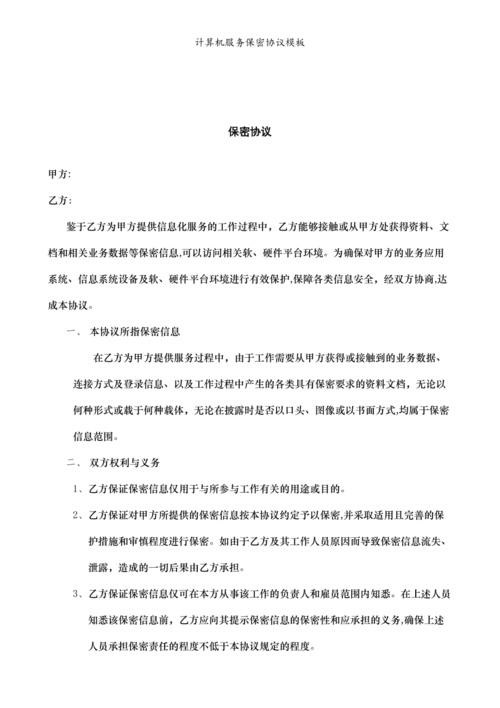 计算机服务保密协议模板
保密协议
甲方:
乙方:
鉴于乙方为甲方提供信息化服务的工作过程中，乙方能够接触或从甲方处获得资料、文
档和相关业务数据等保密信息,可以访问相关软、硬件平台环境。为确保对甲方的业务应用
系统、信息系统设备及软、硬件平台环境进行有效保护,保障各类信息安全，经双方协商,达
成本协议。
一、 本协议所指保密信息
在乙方为甲方提供服务过程中，由于工作需要从甲方获得或接触到的业务数据、
连接方式及登录信息、以及工作过程中产生的各类具有保密要求的资料文档，无论以
何种形式或载于何种载体，无论在披露时是否以口头、图像或以书面方式,均属于保密
信息范围。
二、 双方权利与义务
1、乙方保证保密信息仅用于与所参与工作有关的用途或目的。
2、乙方保证对甲方所提供的保密信息按本协议约定予以保密,并采取适用且完善的保
护措施和审慎程度进行保密。如由于乙方及其工作人员原因而导致保密信息流失、
泄露，造成的一切后果由乙方承担。
3、乙方保证保密信息仅可在本方从事该工作的负责人和雇员范围内知悉。在上述人员
知悉该保密信息前，乙方应向其提示保密信息的保密性和应承担的义务,确保上述
人员承担保密责任的程度不低于本协议规定的程度。